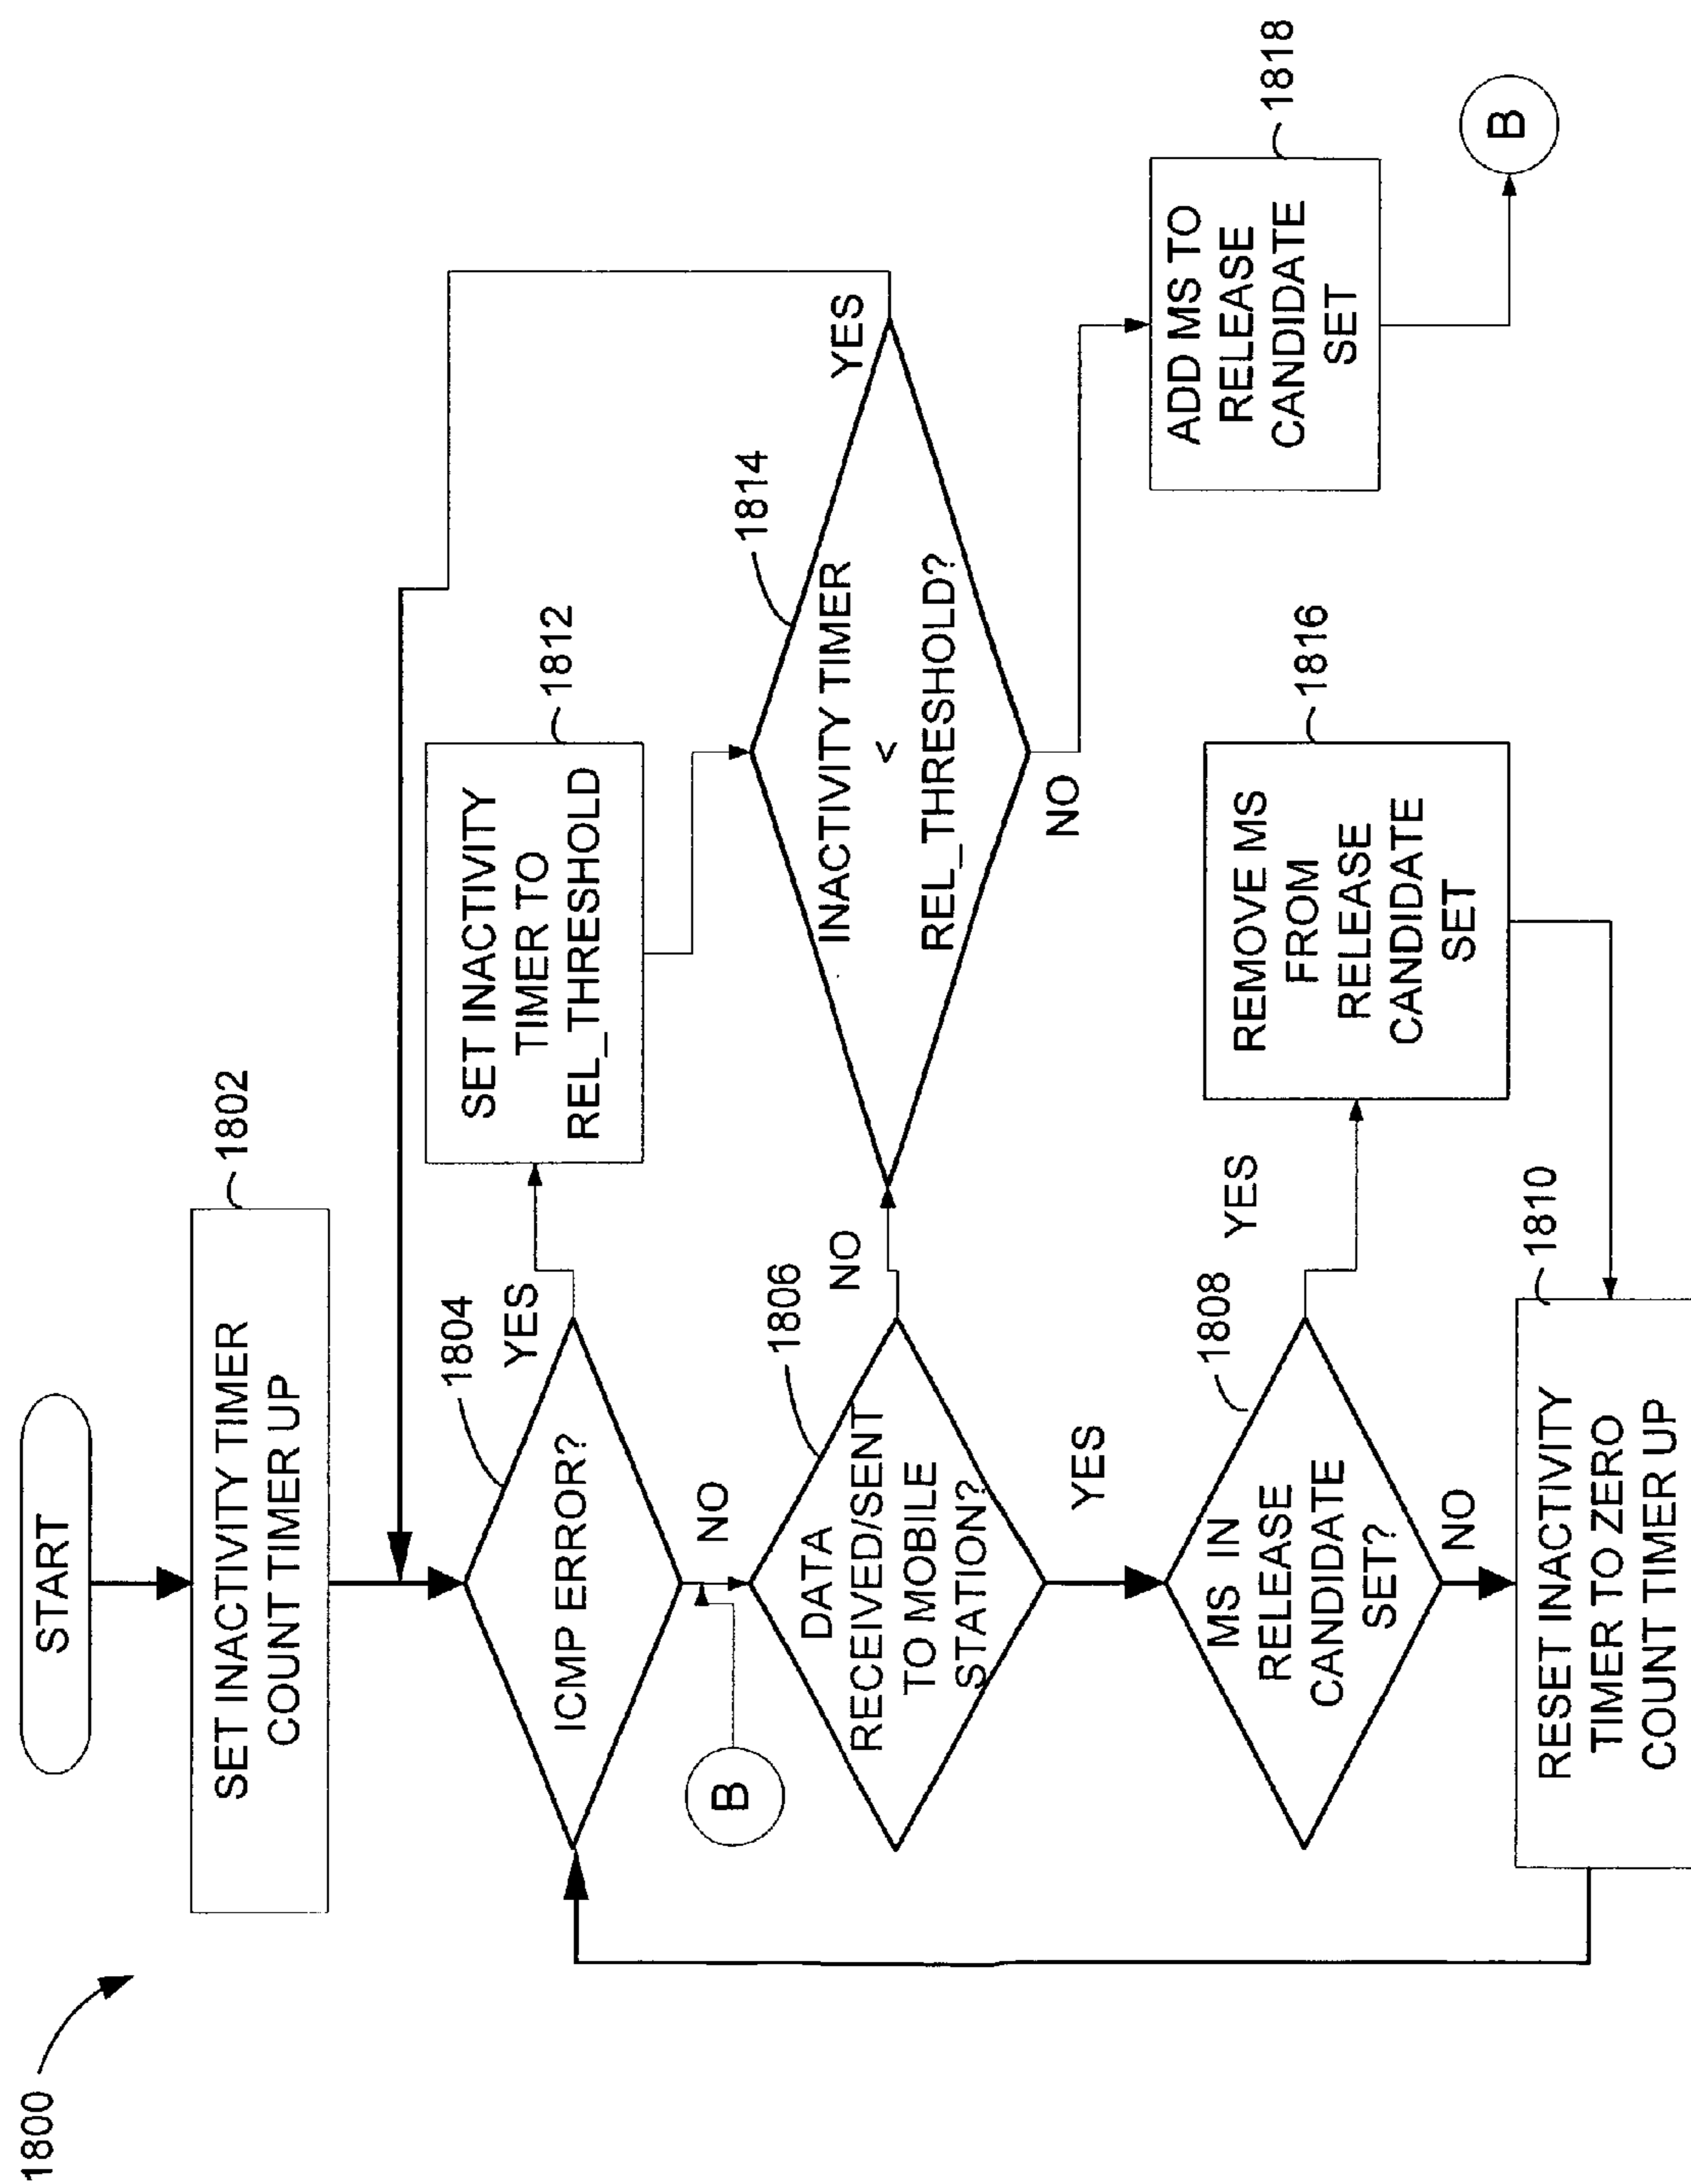 1800
START
SET INACTIVITY TIMER
COUNT TIMER UP
1802
ICMP ERROR?
1804
YES
NO
SET INACTIVITY
TIMER TO
REL_THRESHOLD
1812
B
DATA
RECEIVED/SENT
TO MOBILE
STATION?
1806
NO
YES
INACTIVITY TIMER
<
REL_THRESHOLD?
1814
YES
NO
MS IN
RELEASE
CANDIDATE
SET?
1808
YES
NO
REMOVE MS
FROM
RELEASE
CANDIDATE
SET
1816
ADD MS TO
RELEASE
CANDIDATE
SET
1818
B
RESET INACTIVITY
TIMER TO ZERO
COUNT TIMER UP
1810